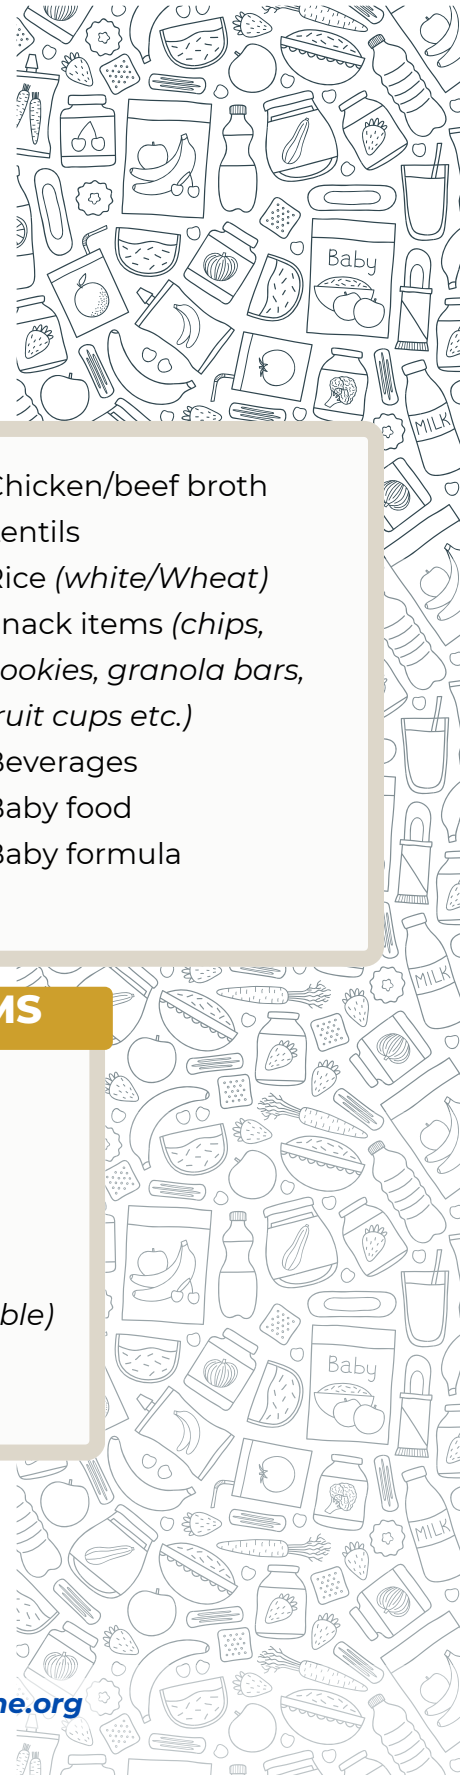 Baby
MILK
Chicken/beef broth
Lentils
Rice (white/Wheat)
Snack items (chips,
cookies, granola bars,
fruit cups etc.)
Beverages
Baby food
Baby formula
MILK
MS
ble)
Baby
MILK
ne.org